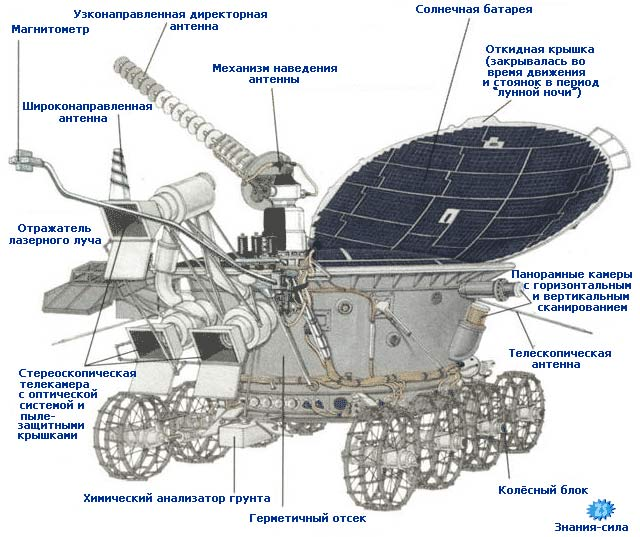 Узконаправленная директорная
антенна
Магнитометр
Солнечная батарея
Механизм наведения
антенны
Откидная крышка
(закрывалась во
время движения
и стоянок в период
"лунной ночи")
Широконаправленная
антенна
Отражатель
лазерного луча
Панорамные камеры
с горизонтальным
и вертикальным
сканированием
Телескопическая
антенна
Стереоскопическая
телекамера
с оптической
системой и
пыле-
защитными
крышками
Химический анализатор грунта
Герметичный отсек
Колёсный блок
Знания-сила